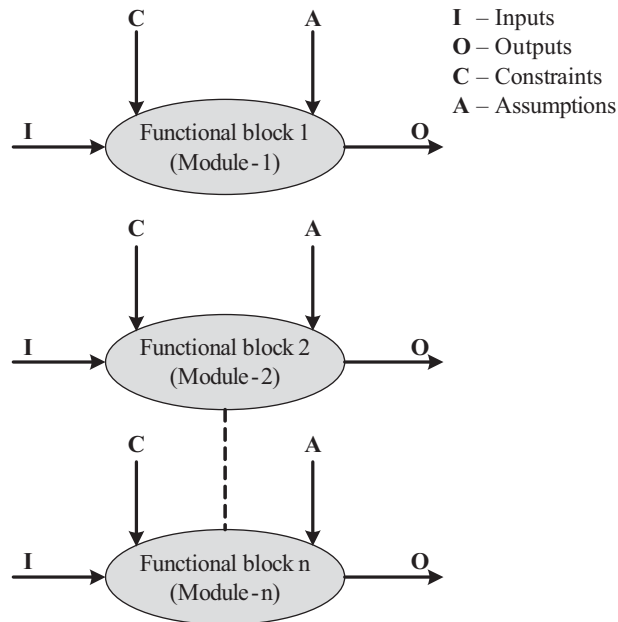 C
A
I – Inputs
O – Outputs
C – Constraints
A – Assumptions
I
Functional block 1
(Module-1)
O
C
A
I
Functional block 2
(Module-2)
O
C
A
I
Functional block n
(Module-n)
O